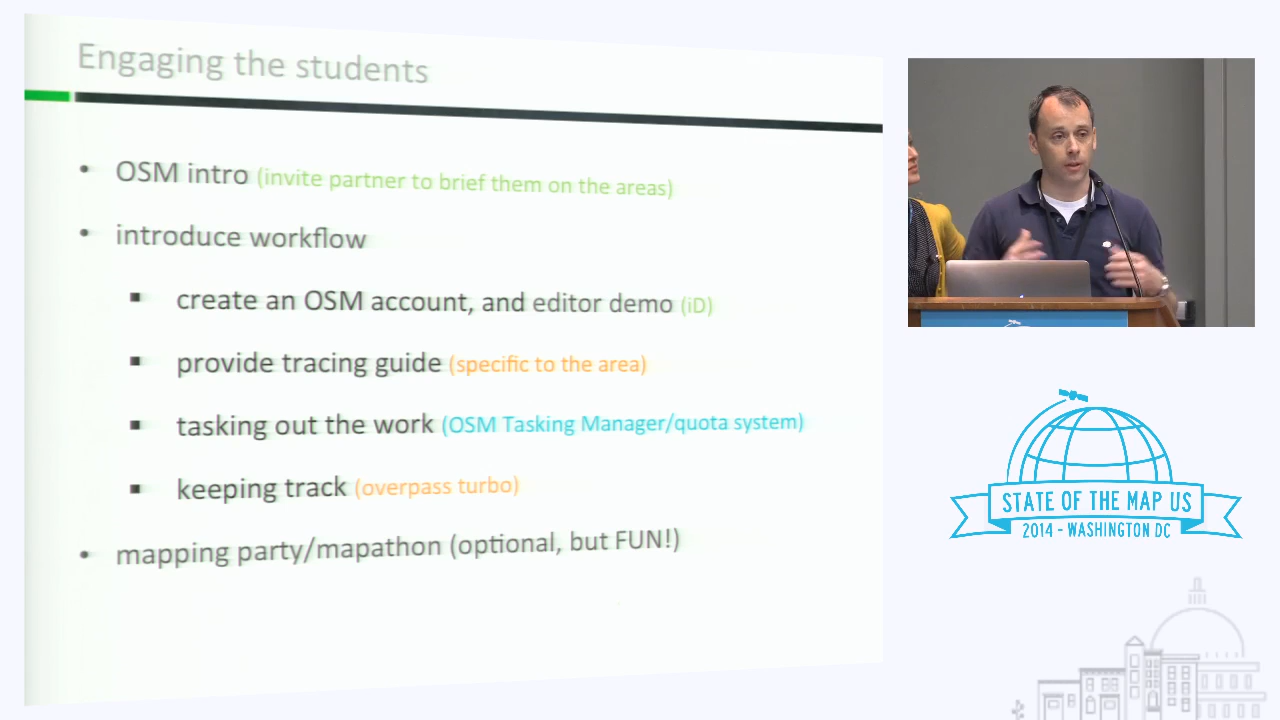 Engaging the students
• OSM intro (invite partner to brief them on the areas)
• introduce workflow
▪ create an OSM account, and editor demo (iD)
▪ provide tracing guide (specific to the area)
▪ tasking out the work (OSM Tasking Manager/quota system)
▪ keeping track (overpass turbo)
• mapping party/mapathon (optional, but FUN!)
STATE OF THE MAP US
2014 - WASHINGTON DC